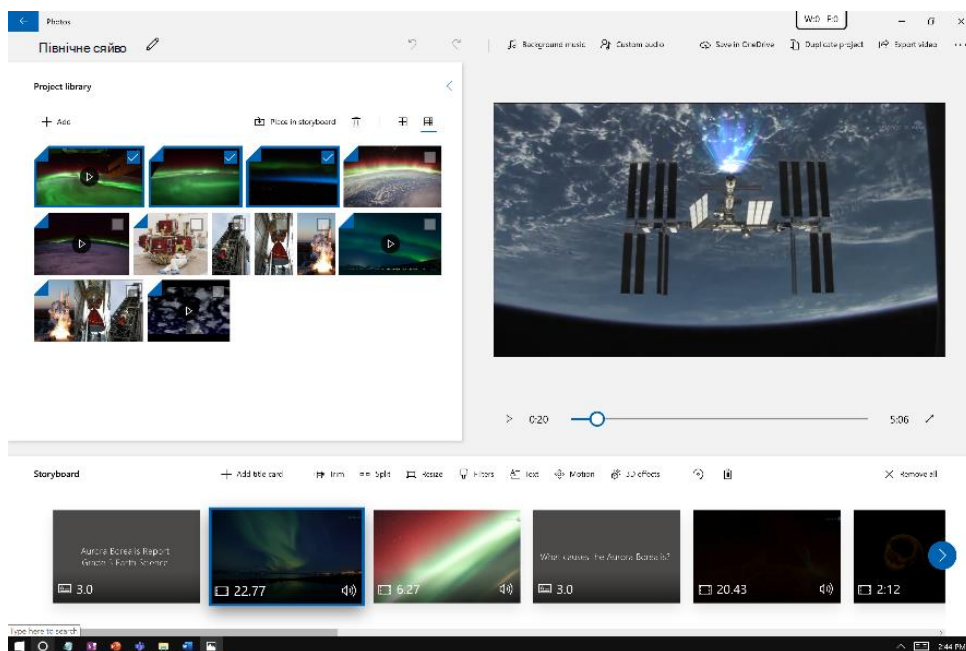 Photos
W:0 F:0
Північне сяйво
Background music
Custom audio
Save in OneDrive
Duplicate project
Export video
Project library
Add
Place in storyboard
0:20
5:06
Storyboard
Add title card
Trim
Split
Resize
Filters
Text
Motion
3D effects
Remove all
Aurora Borealis Report
Grade 5 Earth Science
3.0
22.77
6.27
What causes the Aurora Borealis?
3.0
20.43
2:12
Type here to search
2:44 PM